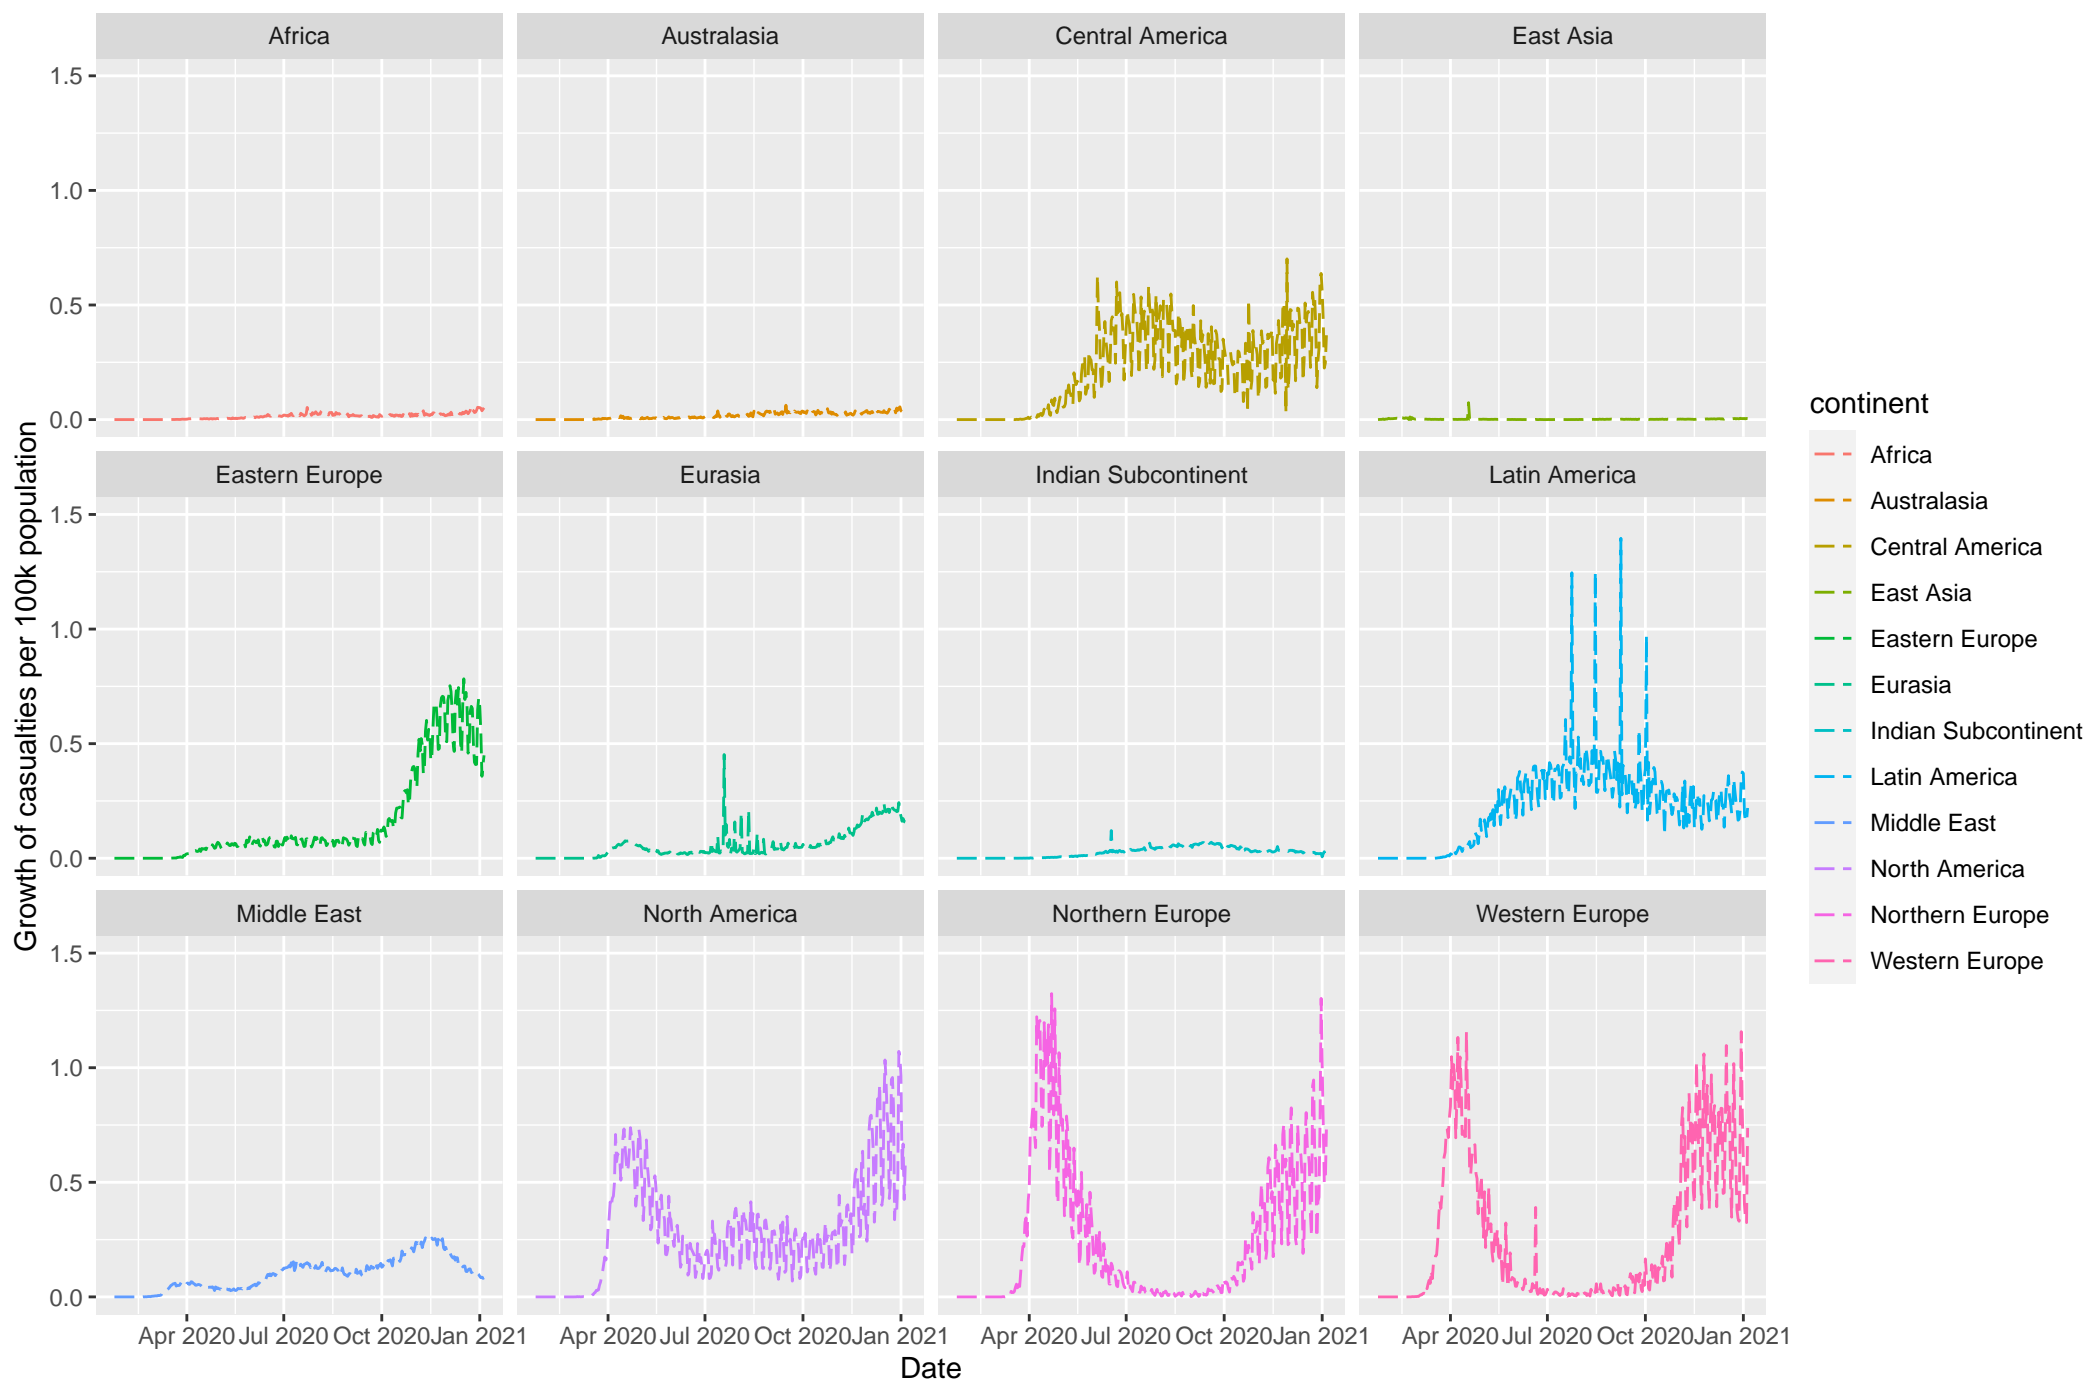 Africa
Australasia
Central America
East Asia
1.5
1.0
0.5
0.0
Eastern Europe
Eurasia
Indian Subcontinent
Latin America
1.5
1.0
0.5
0.0
Middle East
North America
Northern Europe
Western Europe
1.5
1.0
0.5
0.0
Apr 2020 Jul 2020 Oct 2020 Jan 2021
Apr 2020 Jul 2020 Oct 2020 Jan 2021
Apr 2020 Jul 2020 Oct 2020 Jan 2021
Apr 2020 Jul 2020 Oct 2020 Jan 2021
Date
Growth of casualties per 100k population
continent
Africa
Australasia
Central America
East Asia
Eastern Europe
Eurasia
Indian Subcontinent
Latin America
Middle East
North America
Northern Europe
Western Europe